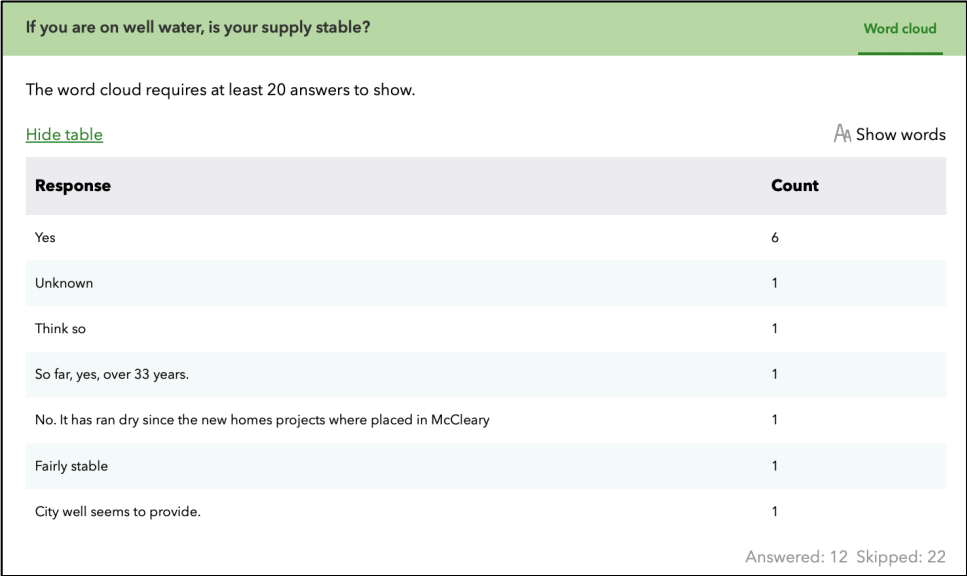 If you are on well water, is your supply stable?
Word cloud
The word cloud requires at least 20 answers to show.
Hide table
AA Show words
Response Count
Yes 6
Unknown 1
Think so 1
So far, yes, over 33 years. 1
No. It has ran dry since the new homes projects where placed in McCleary 1
Fairly stable 1
City well seems to provide. 1
Answered: 12 Skipped: 22